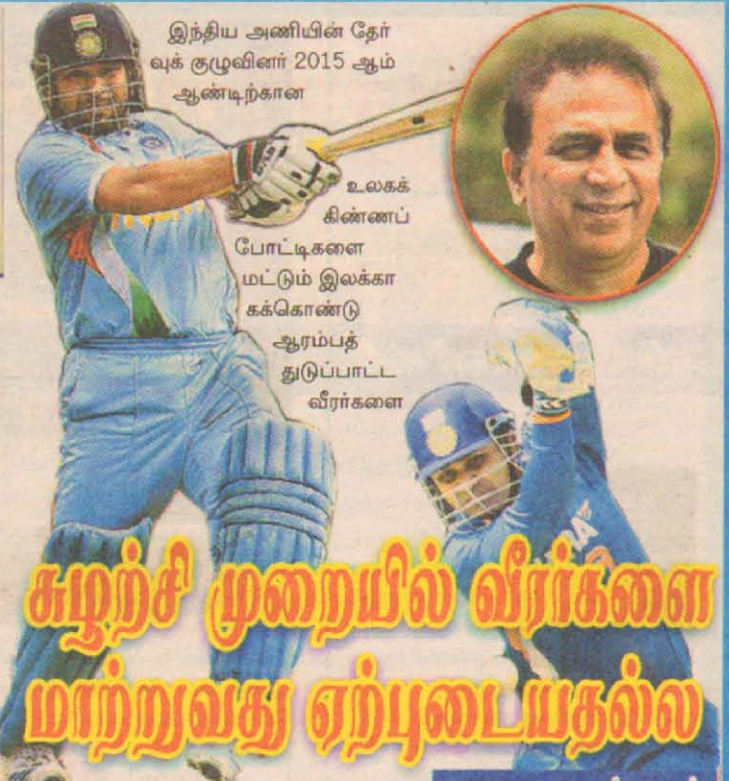 இந்திய அணியின் தேர்
வுக் குழுவினர் 2015 ஆம்
ஆண்டிற்கான
உலகக்
கிண்ணப்
போட்டிகளை
மட்டும் இலக்கா
கக்கொண்டு
ஆரம்பத்
துடுப்பாட்ட
வீரர்களை
சுழற்சி முறையில் வீரர்களை
மாற்றுவது ஏற்புடையதல்ல